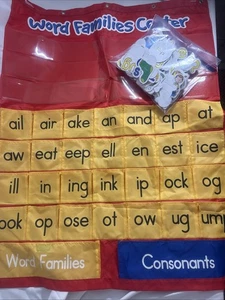 Word Families Center
ail air ake an and ap at
aw eat eep ell en est ice
ill in ing ink ip ock og
ook op ose ot ow ug ump
Word Families Consonants